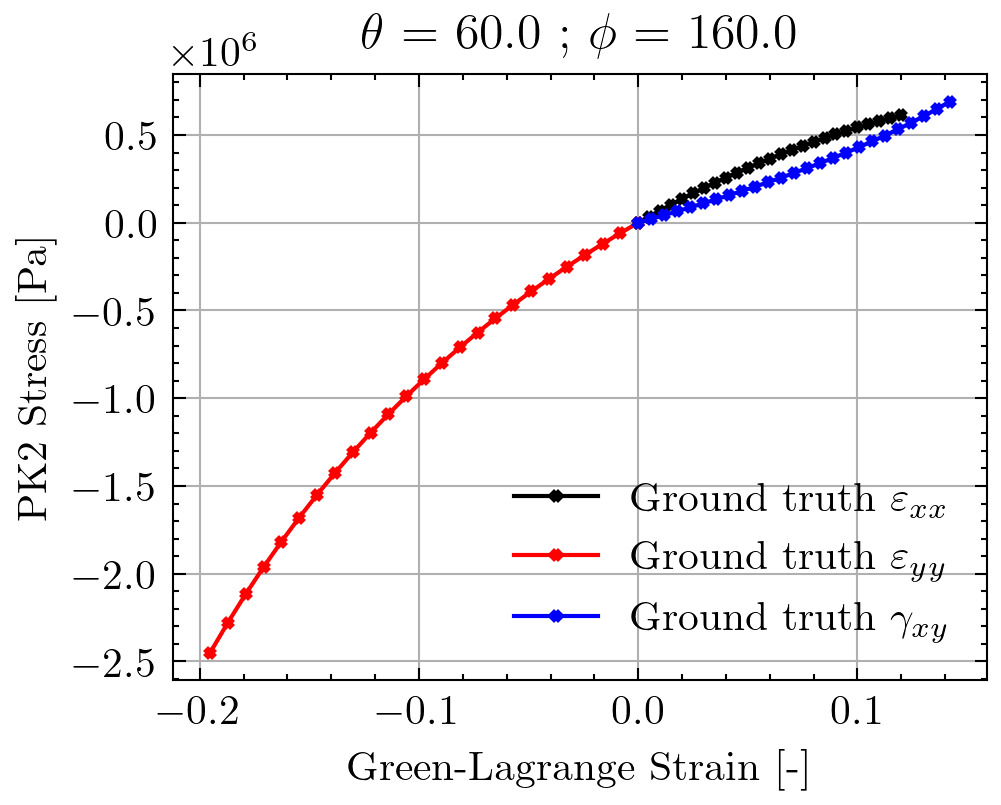 θ = 60.0 ; ϕ = 160.0
×10⁶
0.5
0.0
−0.5
−1.0
−1.5
−2.0
−2.5
PK2 Stress [Pa]
Ground truth ε_xx
Ground truth ε_yy
Ground truth γ_xy
−0.2 −0.1 0.0 0.1
Green-Lagrange Strain [-]